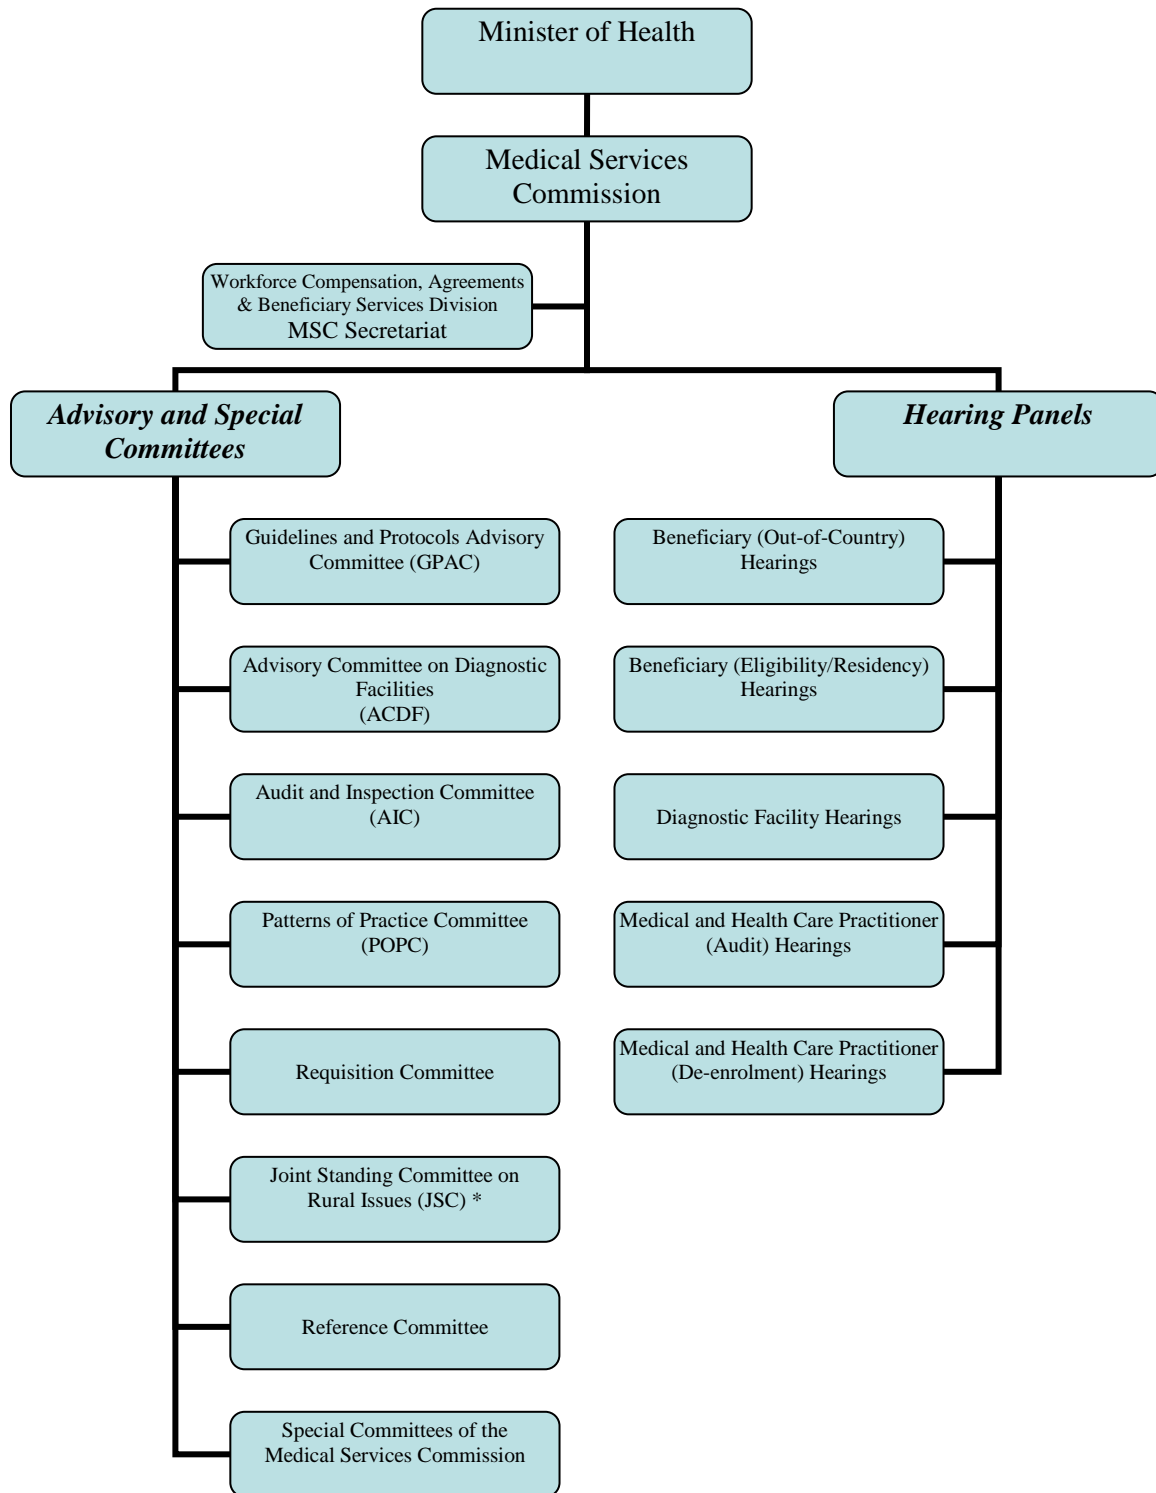 Minister of Health
Medical Services
Commission
Workforce Compensation, Agreements
& Beneficiary Services Division
MSC Secretariat
Advisory and Special
Committees
Hearing Panels
Guidelines and Protocols Advisory
Committee (GPAC)
Advisory Committee on Diagnostic
Facilities
(ACDF)
Audit and Inspection Committee
(AIC)
Patterns of Practice Committee
(POPC)
Requisition Committee
Joint Standing Committee on
Rural Issues (JSC) *
Reference Committee
Special Committees of the
Medical Services Commission
Beneficiary (Out-of-Country)
Hearings
Beneficiary (Eligibility/Residency)
Hearings
Diagnostic Facility Hearings
Medical and Health Care Practitioner
(Audit) Hearings
Medical and Health Care Practitioner
(De-enrolment) Hearings